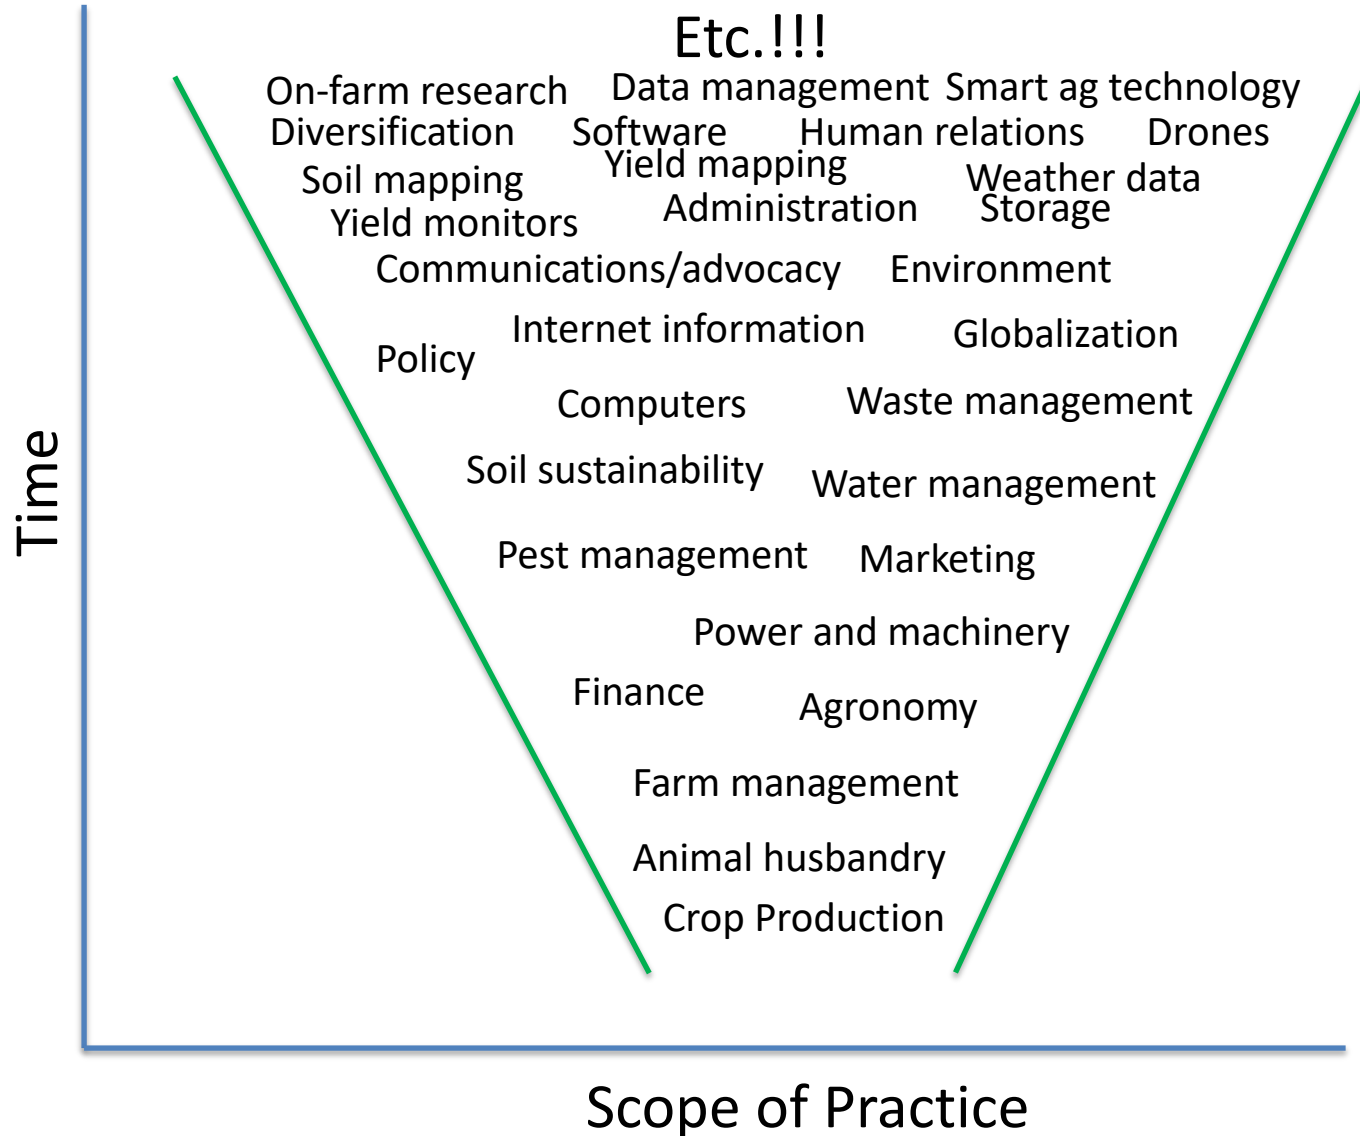 Etc.!!!
On-farm research Data management Smart ag technology
Diversification Software Human relations Drones
Soil mapping Yield mapping Weather data
Yield monitors Administration Storage
Communications/advocacy Environment
Internet information Globalization
Policy
Computers Waste management
Soil sustainability Water management
Pest management Marketing
Power and machinery
Finance Agronomy
Farm management
Animal husbandry
Crop Production
Time
Scope of Practice